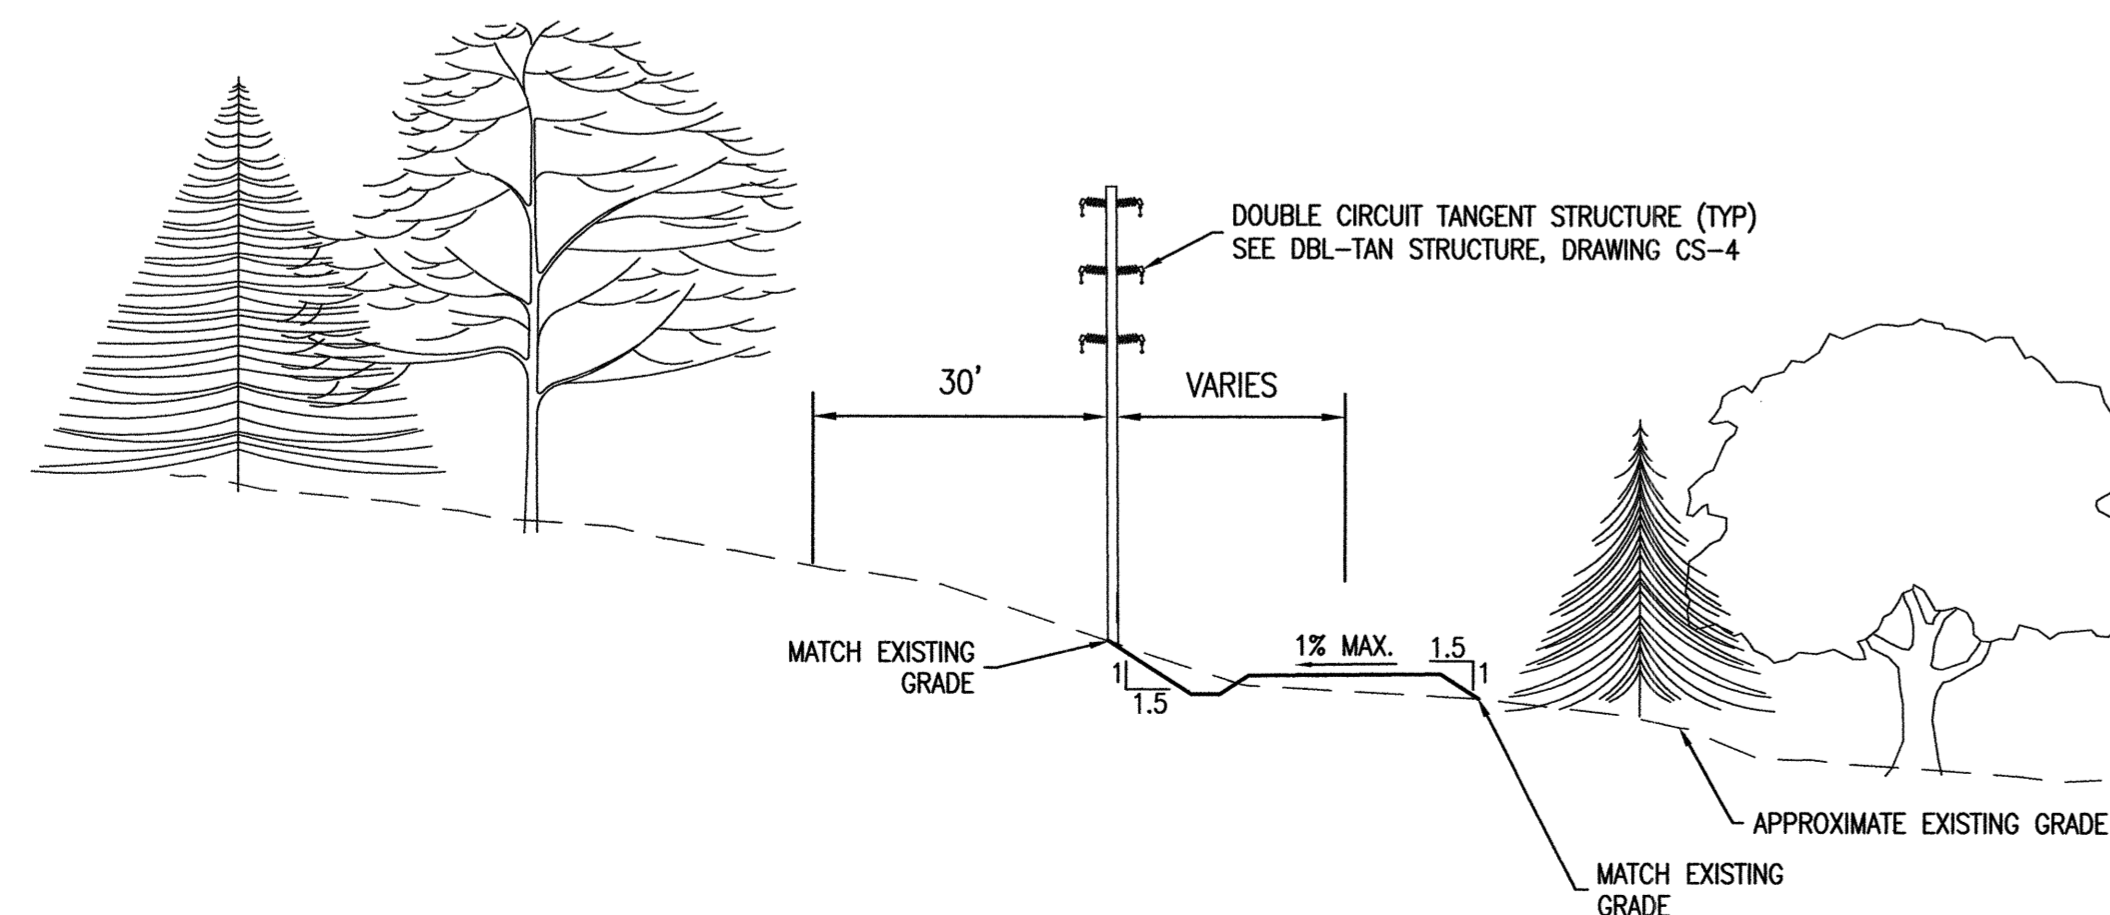 DOUBLE CIRCUIT TANGENT STRUCTURE (TYP)
SEE DBL-TAN STRUCTURE, DRAWING CS-4
30'
VARIES
MATCH EXISTING
GRADE
1
1.5
1% MAX.
1.5
1
APPROXIMATE EXISTING GRADE
MATCH EXISTING
GRADE